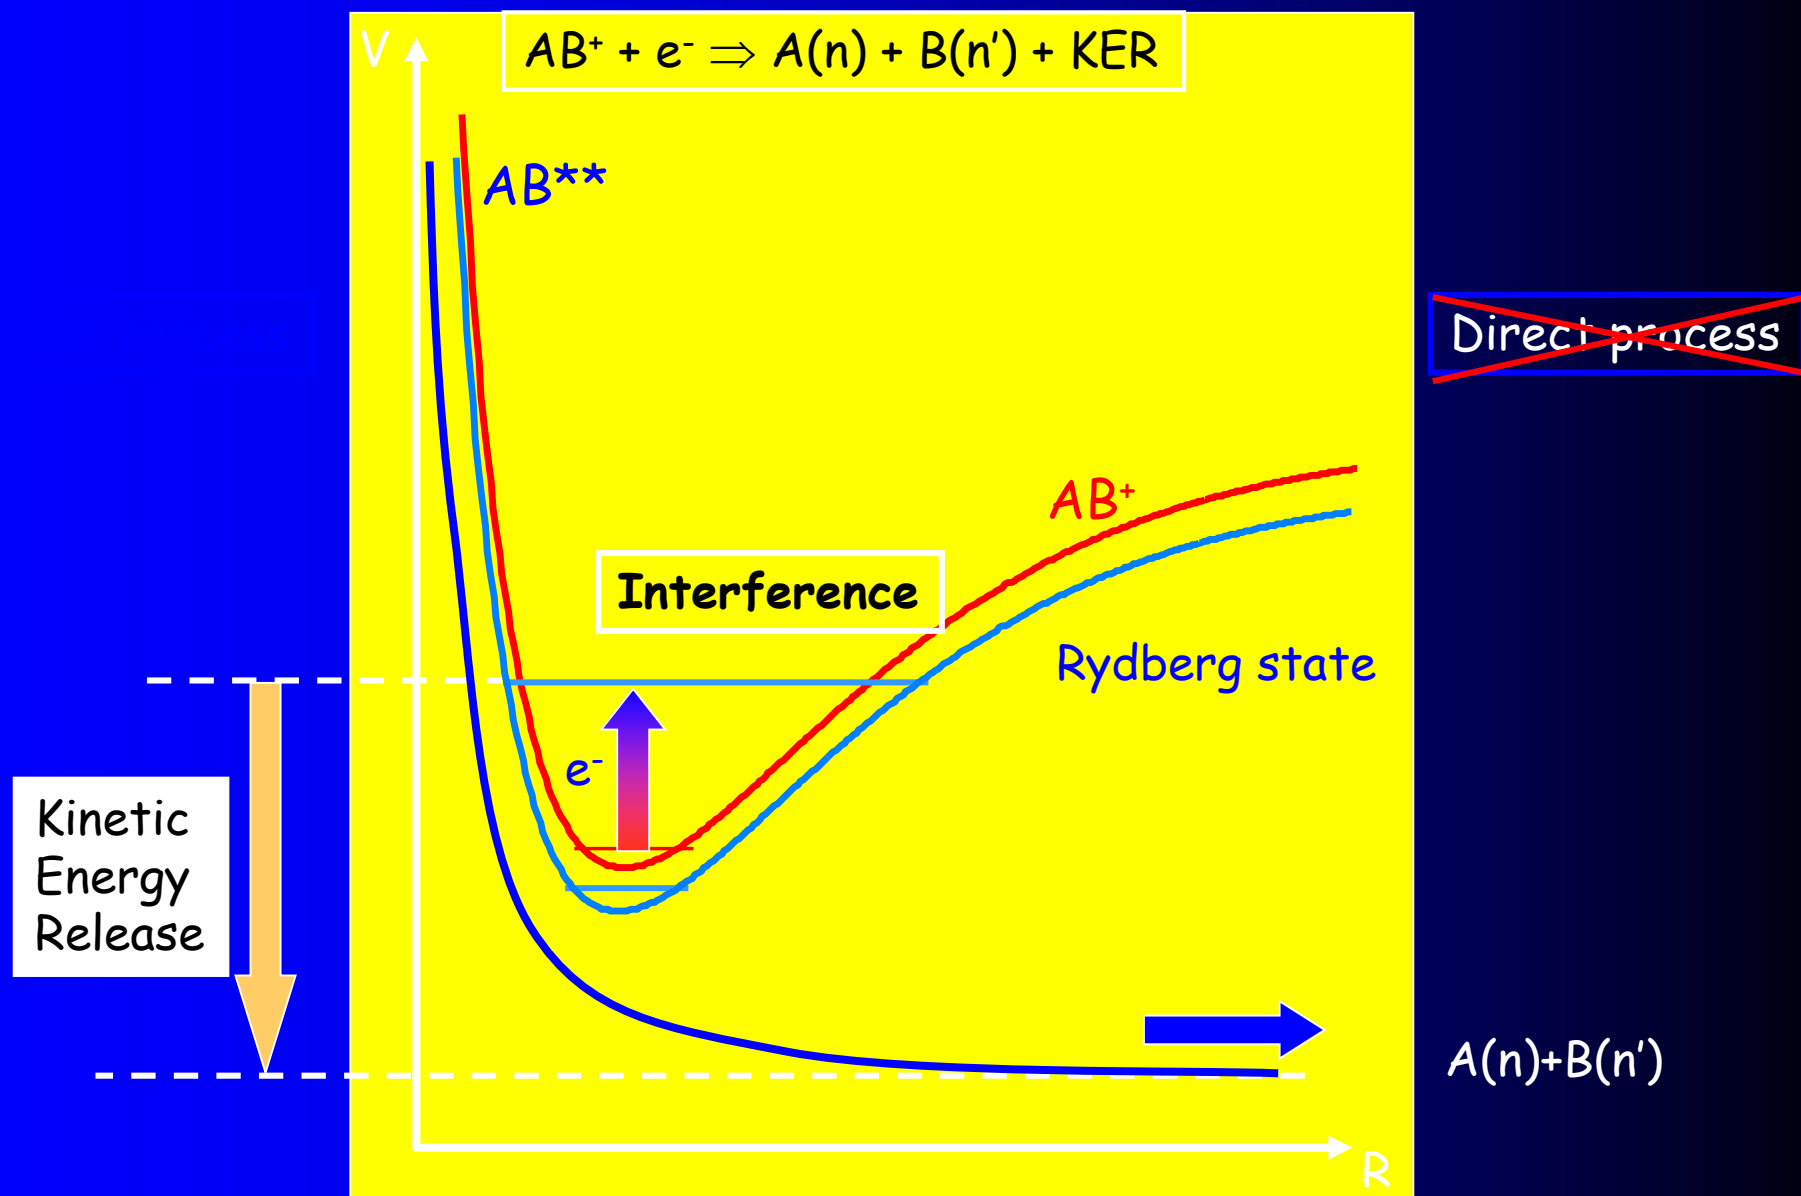 V
AB⁺ + e⁻ ⇒ A(n) + B(n') + KER
AB**
Direct process
AB⁺
Interference
Rydberg state
e⁻
Kinetic
Energy
Release
A(n)+B(n')
R